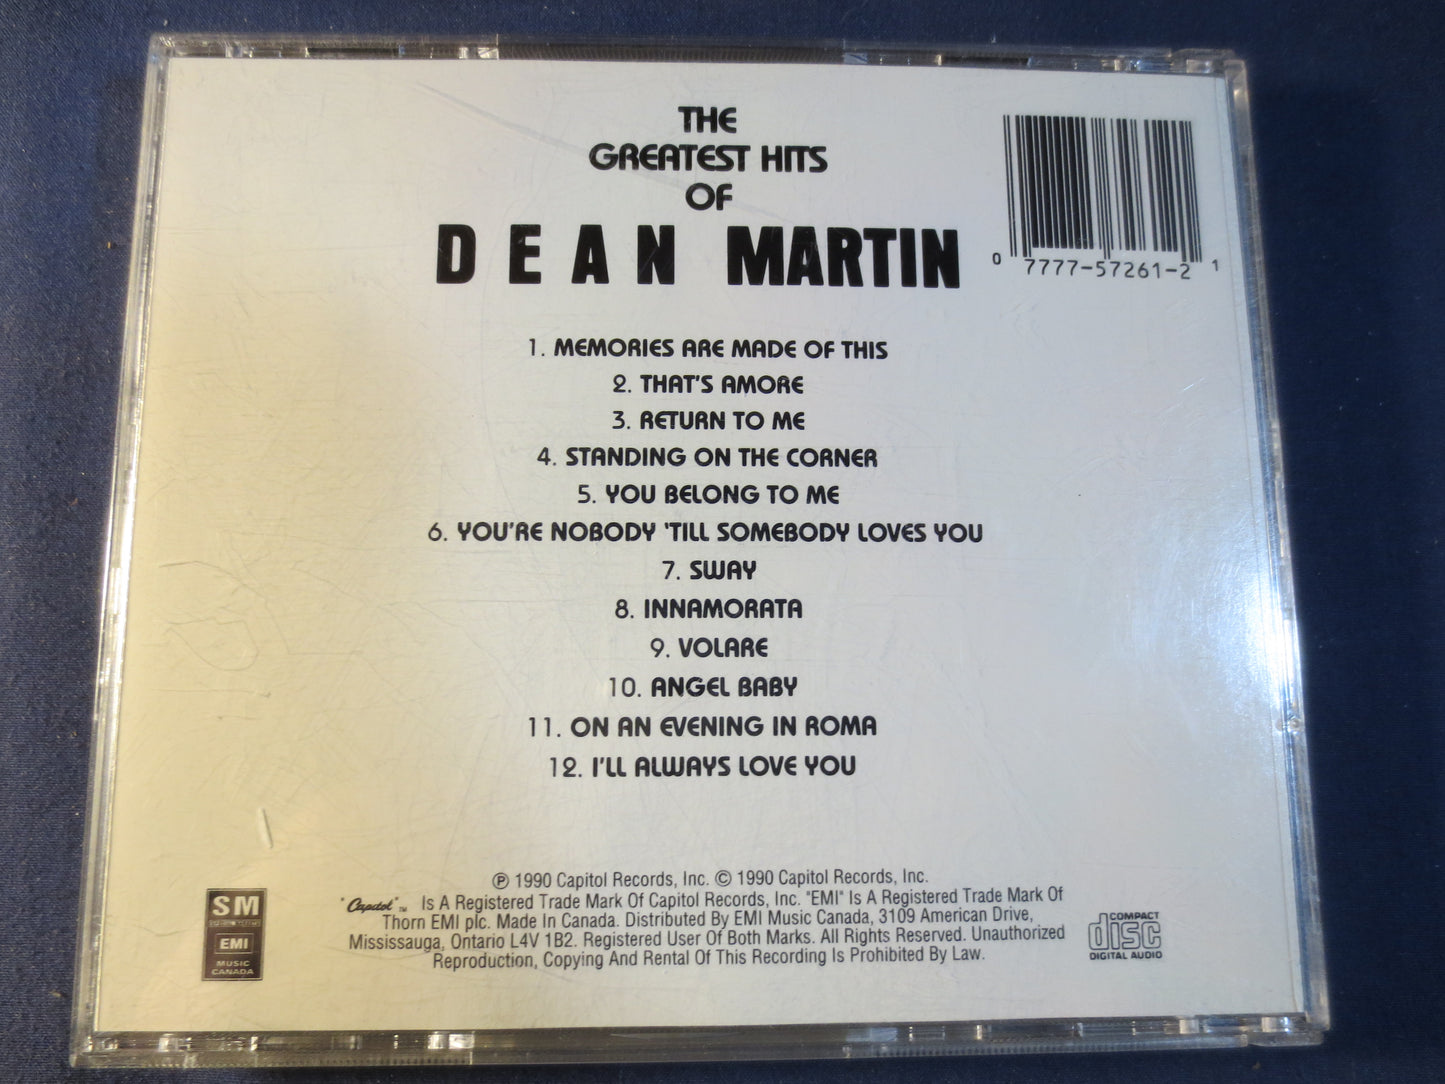 THE
GREATEST HITS
OF
DEAN MARTIN
0 7777-57261-2 1
1. MEMORIES ARE MADE OF THIS
2. THAT'S AMORE
3. RETURN TO ME
4. STANDING ON THE CORNER
5. YOU BELONG TO ME
6. YOU'RE NOBODY 'TILL SOMEBODY LOVES YOU
7. SWAY
8. INNAMORATA
9. VOLARE
10. ANGEL BABY
11. ON AN EVENING IN ROMA
12. I'LL ALWAYS LOVE YOU
℗ 1990 Capitol Records, Inc. © 1990 Capitol Records, Inc.
"Capitol"™ Is A Registered Trade Mark Of Capitol Records, Inc. "EMI" Is A Registered Trade Mark Of
Thorn EMI plc. Made In Canada. Distributed By EMI Music Canada, 3109 American Drive,
Mississauga, Ontario L4V 1B2. Registered User Of Both Marks. All Rights Reserved. Unauthorized
Reproduction, Copying And Rental Of This Recording Is Prohibited By Law.
SM
EMI
MUSIC
CANADA
COMPACT
disc
DIGITAL AUDIO